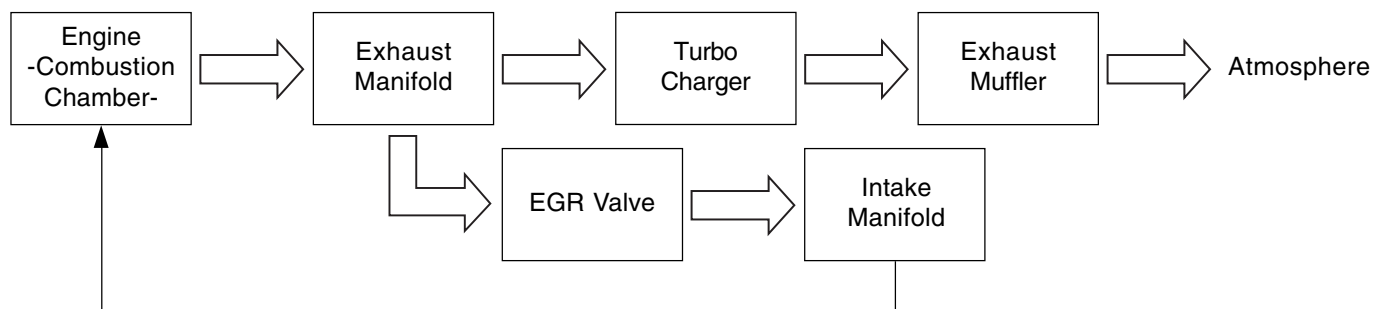 Engine
-Combustion
Chamber-
Exhaust
Manifold
Turbo
Charger
Exhaust
Muffler
Atmosphere
EGR Valve
Intake
Manifold